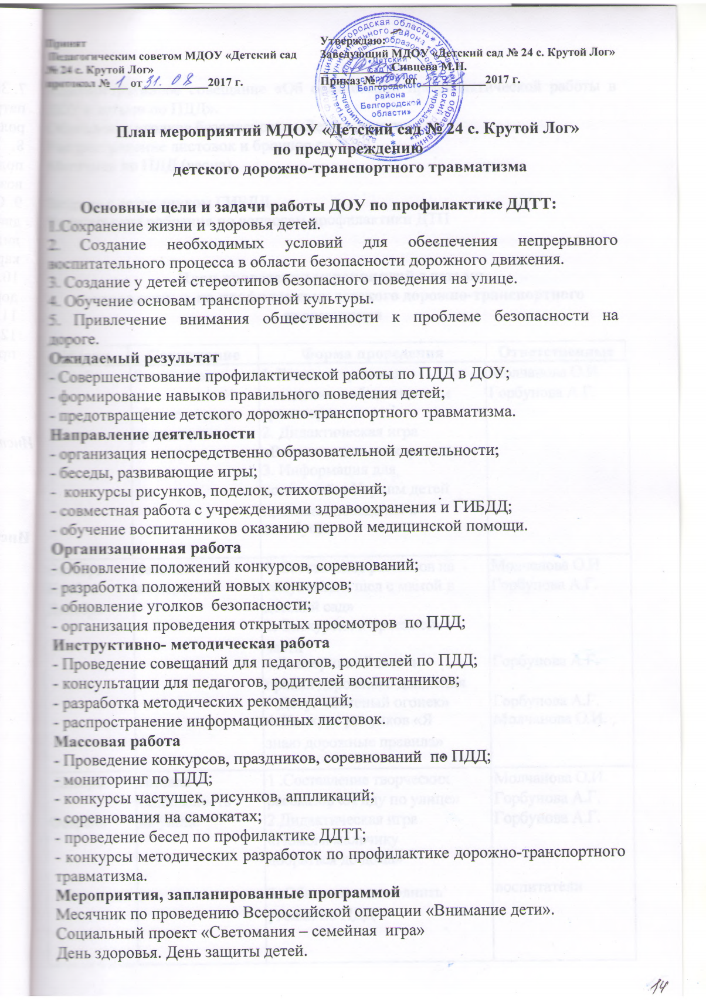 Принят
Педагогическим советом МДОУ «Детский сад
№ 24 с. Крутой Лог»
протокол № 1 от 31. 08 2017 г.
Утверждаю:
Заведующий МДОУ «Детский сад № 24 с. Крутой Лог»
Сивцева М.Н.
Приказ № от 2017 г.
«Детский
сад № 24
с. Крутой Лог
Белгородского
района
Белгородской
области»
План мероприятий МДОУ «Детский сад № 24 с. Крутой Лог»
по предупреждению
детского дорожно-транспортного травматизма
Основные цели и задачи работы ДОУ по профилактике ДДТТ:
1.Сохранение жизни и здоровья детей.
2. Создание необходимых условий для обеспечения непрерывного
воспитательного процесса в области безопасности дорожного движения.
3. Создание у детей стереотипов безопасного поведения на улице.
4. Обучение основам транспортной культуры.
5. Привлечение внимания общественности к проблеме безопасности на
дороге.
Ожидаемый результат
- Совершенствование профилактической работы по ПДД в ДОУ;
- формирование навыков правильного поведения детей;
- предотвращение детского дорожно-транспортного травматизма.
Направление деятельности
- организация непосредственно образовательной деятельности;
- беседы, развивающие игры;
- конкурсы рисунков, поделок, стихотворений;
- совместная работа с учреждениями здравоохранения и ГИБДД;
- обучение воспитанников оказанию первой медицинской помощи.
Организационная работа
- Обновление положений конкурсов, соревнований;
- разработка положений новых конкурсов;
- обновление уголков безопасности;
- организация проведения открытых просмотров по ПДД;
Инструктивно- методическая работа
- Проведение совещаний для педагогов, родителей по ПДД;
- консультации для педагогов, родителей воспитанников;
- разработка методических рекомендаций;
- распространение информационных листовок.
Массовая работа
- Проведение конкурсов, праздников, соревнований по ПДД;
- мониторинг по ПДД;
- конкурсы частушек, рисунков, аппликаций;
- соревнования на самокатах;
- проведение бесед по профилактике ДДТТ;
- конкурсы методических разработок по профилактике дорожно-транспортного
травматизма.
Мероприятия, запланированные программой
Месячник по проведению Всероссийской операции «Внимание дети».
Социальный проект «Светомания – семейная игра»
День здоровья. День защиты детей.
14